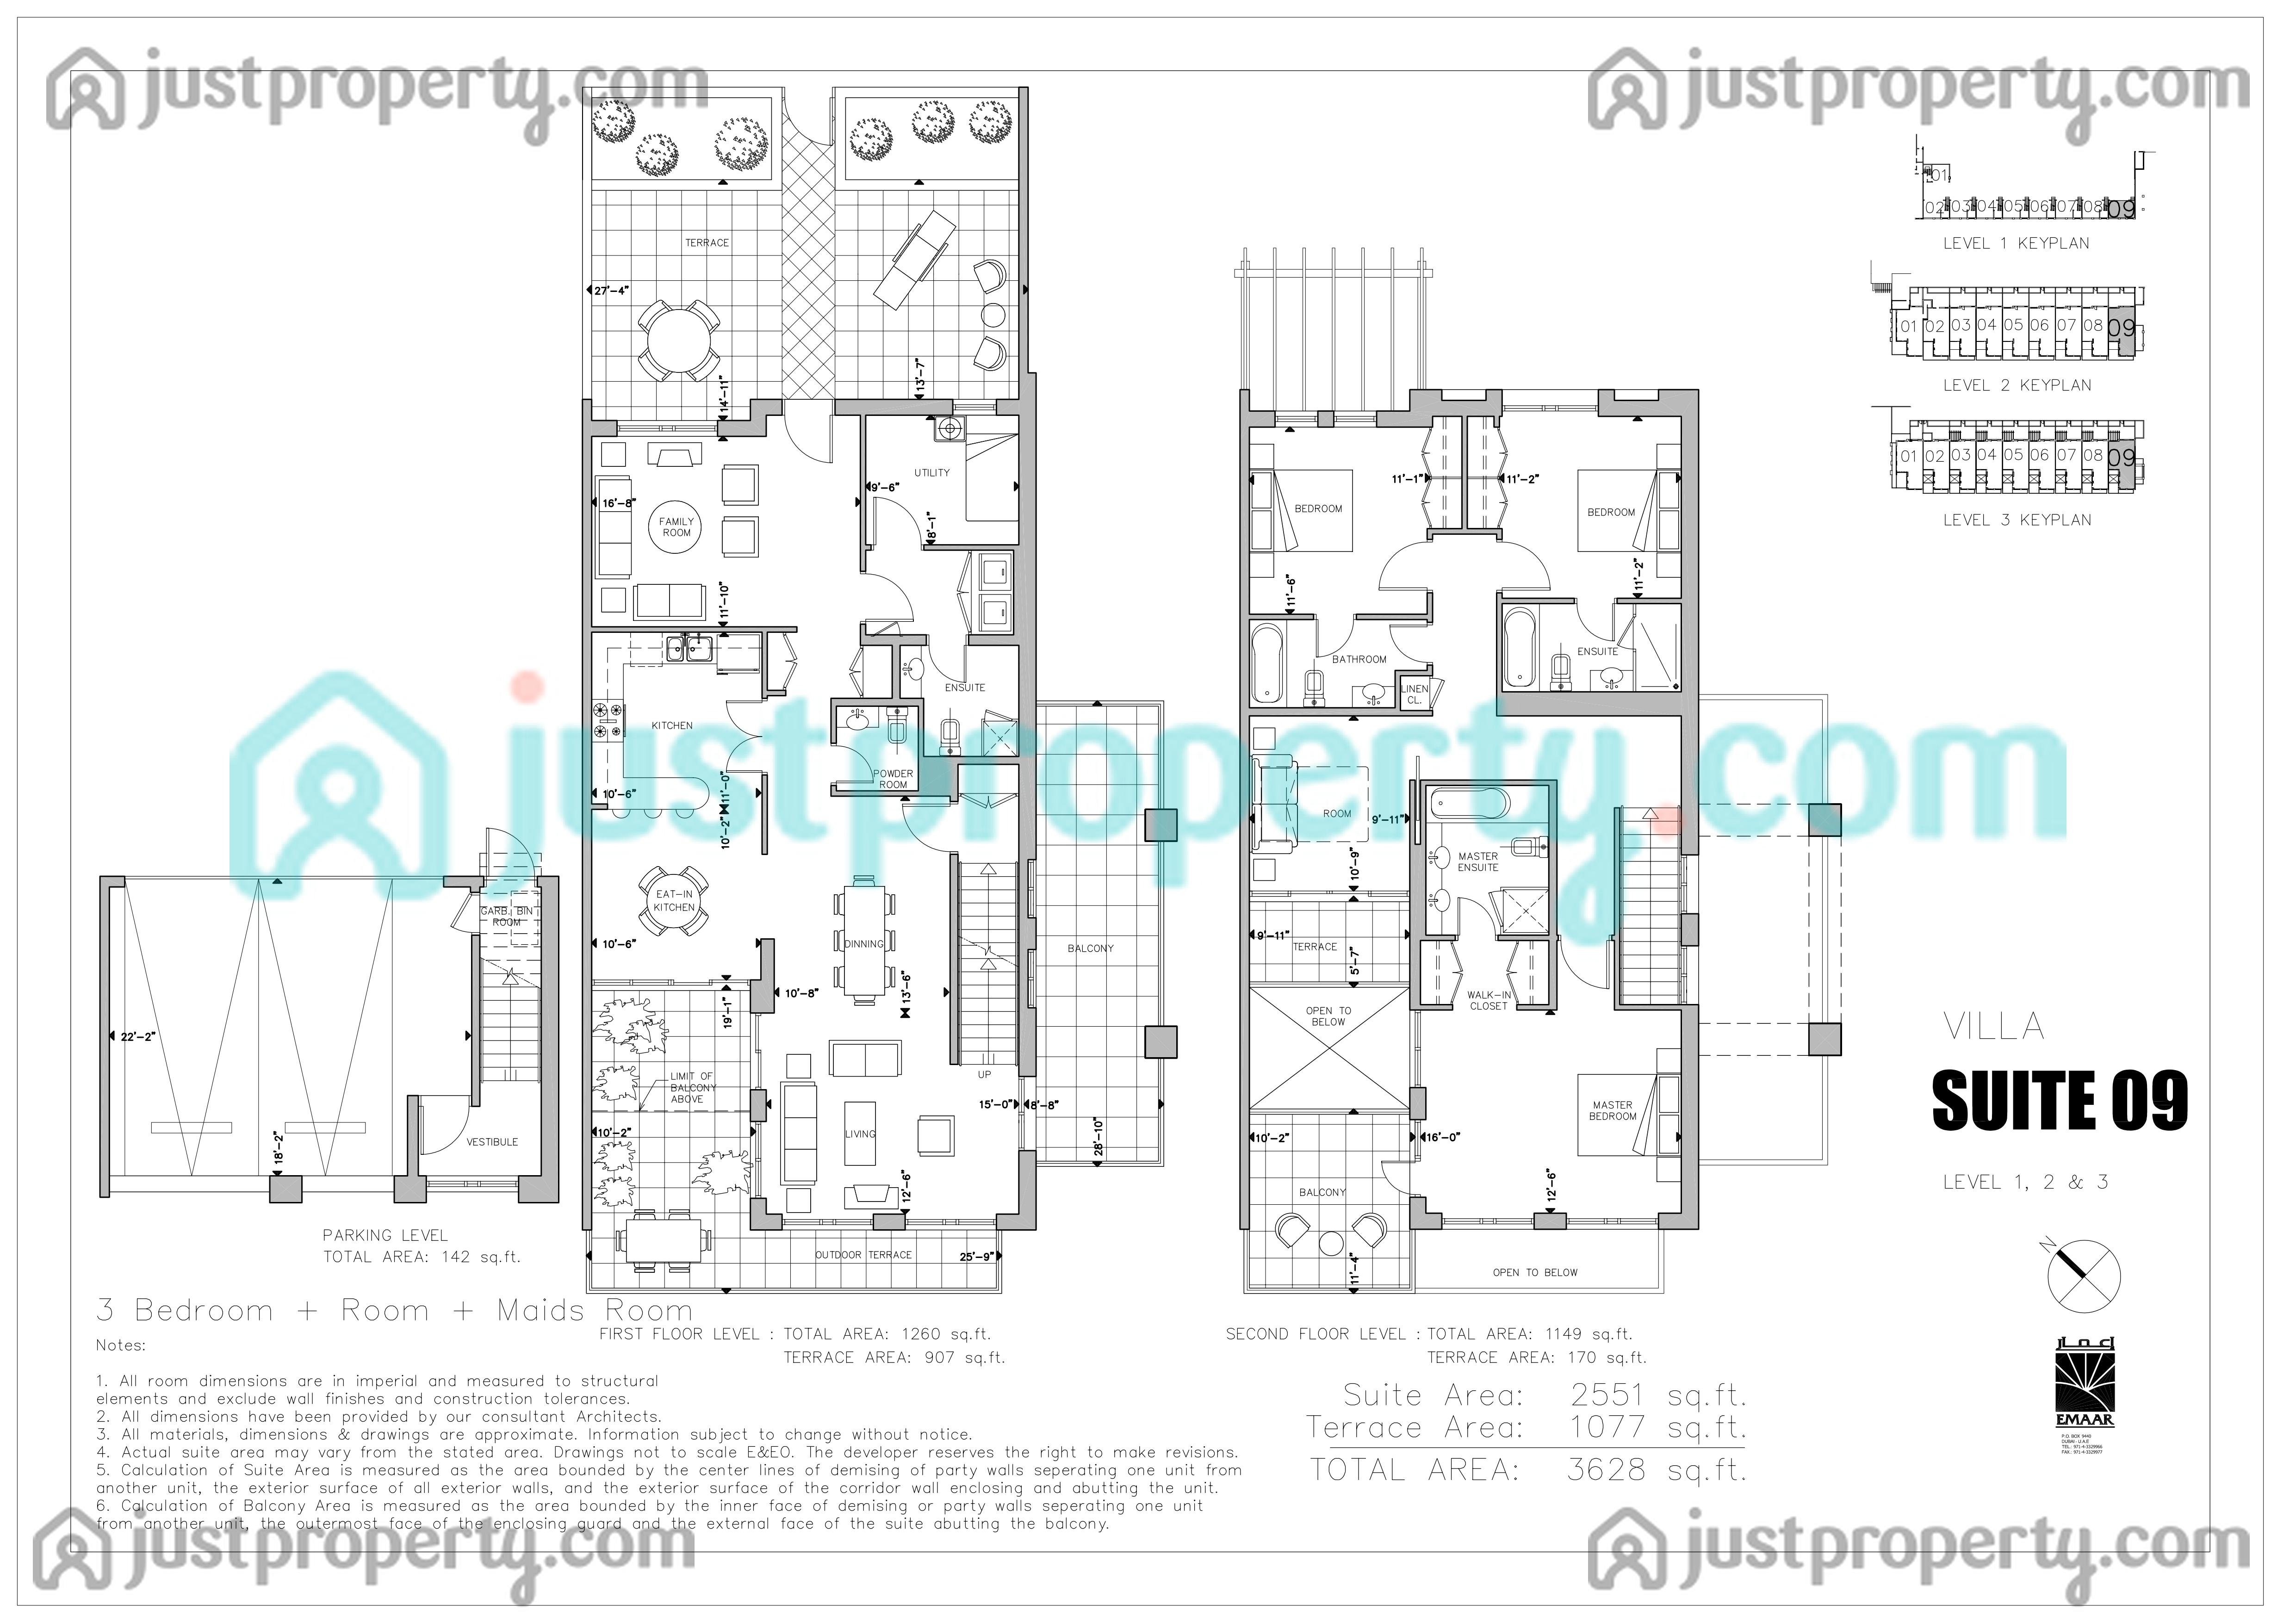 justproperty.com
justproperty.com
01
02 03 04 05 06 07 08 09
LEVEL 1 KEYPLAN
01 02 03 04 05 06 07 08 09
LEVEL 2 KEYPLAN
01 02 03 04 05 06 07 08 09
LEVEL 3 KEYPLAN
TERRACE
27'-4"
14'-11"
13'-7"
UTILITY
9'-6"
8'-1"
16'-8"
FAMILY
ROOM
11'-10"
KITCHEN
10'-6"
11'-0"
10'-2"
ENSUITE
POWDER
ROOM
EAT-IN
KITCHEN
10'-6"
DINNING
10'-8"
13'-6"
19'-1"
BALCONY
UP
LIMIT OF
BALCONY
ABOVE
10'-2"
LIVING
15'-0"
8'-8"
28'-10"
12'-6"
OUTDOOR TERRACE
25'-9"
GARB. BIN
ROOM
22'-2"
18'-2"
VESTIBULE
PARKING LEVEL
TOTAL AREA: 142 sq.ft.
BEDROOM
11'-1"
11'-6"
BEDROOM
11'-2"
11'-2"
BATHROOM
LINEN
CL.
ENSUITE
ROOM
9'-11"
10'-9"
MASTER
ENSUITE
9'-11"
TERRACE
5'-7"
OPEN TO
BELOW
WALK-IN
CLOSET
MASTER
BEDROOM
10'-2"
16'-0"
12'-6"
BALCONY
11'-4"
OPEN TO BELOW
justproperty.com
VILLA
SUITE 09
LEVEL 1, 2 & 3
N
EMAAR
P.O. BOX 9440
DUBAI - U.A.E
TEL.: 971-4-3329966
FAX : 971-4-3329977
3 Bedroom + Room + Maids Room
FIRST FLOOR LEVEL : TOTAL AREA: 1260 sq.ft.
TERRACE AREA: 907 sq.ft.
SECOND FLOOR LEVEL : TOTAL AREA: 1149 sq.ft.
TERRACE AREA: 170 sq.ft.
Suite Area: 2551 sq.ft.
Terrace Area: 1077 sq.ft.
TOTAL AREA: 3628 sq.ft.
Notes:
1. All room dimensions are in imperial and measured to structural
elements and exclude wall finishes and construction tolerances.
2. All dimensions have been provided by our consultant Architects.
3. All materials, dimensions & drawings are approximate. Information subject to change without notice.
4. Actual suite area may vary from the stated area. Drawings not to scale E&EO. The developer reserves the right to make revisions.
5. Calculation of Suite Area is measured as the area bounded by the center lines of demising of party walls seperating one unit from
another unit, the exterior surface of all exterior walls, and the exterior surface of the corridor wall enclosing and abutting the unit.
6. Calculation of Balcony Area is measured as the area bounded by the inner face of demising or party walls seperating one unit
from another unit, the outermost face of the enclosing guard and the external face of the suite abutting the balcony.
justproperty.com
justproperty.com